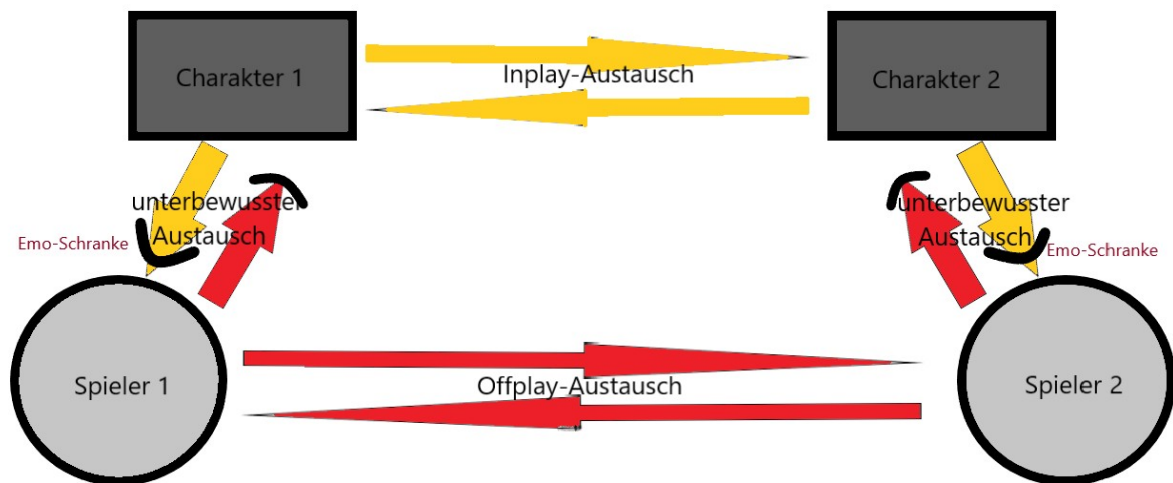 Charakter 1
Inplay-Austausch
Charakter 2
unterbewusster
Austausch
Emo-Schranke
unterbewusster
Austausch
Emo-Schranke
Spieler 1
Offplay-Austausch
Spieler 2